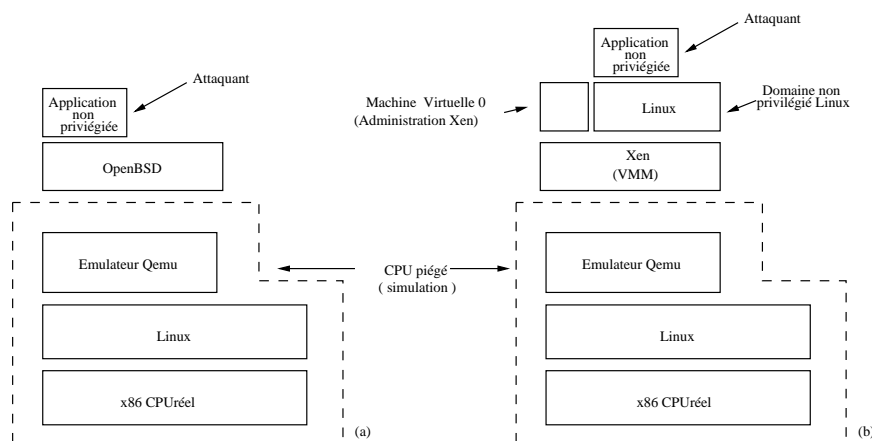 Application
non
priviégiée
Attaquant
OpenBSD
Emulateur Qemu
Linux
x86 CPUréel
(a)
CPU piégé
( simulation )
Application
non
priviégiée
Attaquant
Machine Virtuelle 0
(Administration Xen)
Linux
Domaine non
privilégié Linux
Xen
(VMM)
Emulateur Qemu
Linux
x86 CPUréel
(b)